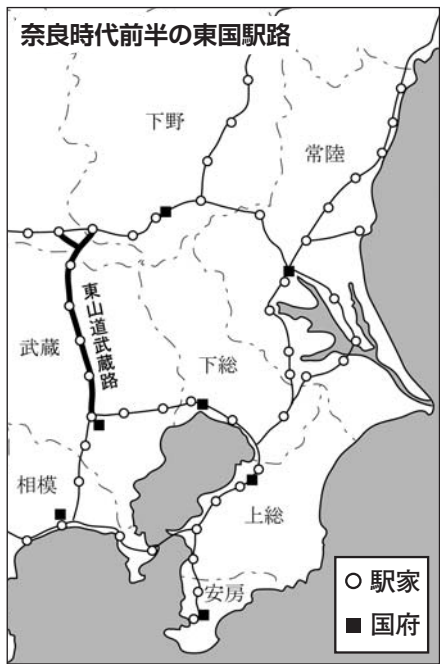 奈良時代前半の東国駅路
下野
常陸
東山道武蔵路
武蔵
下総
相模
上総
安房
駅家
国府